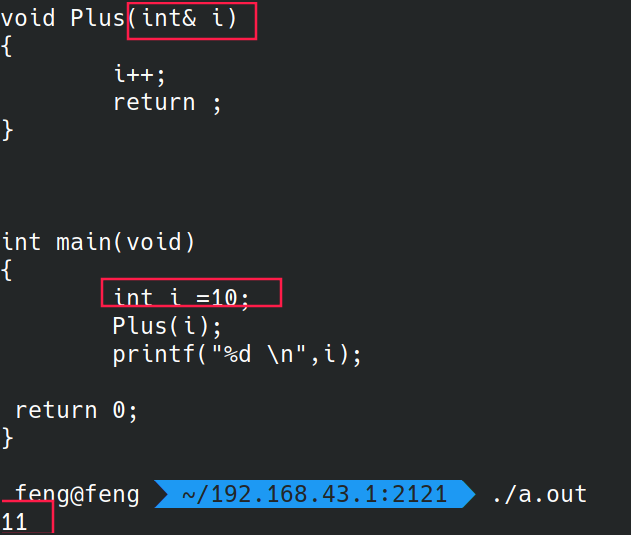 void Plus(int& i)
{
        i++;
        return ;
}
int main(void)
{
        int i =10;
        Plus(i);
        printf("%d \n",i);
 return 0;
}
 feng@feng  ~/192.168.43.1:2121  ./a.out
11